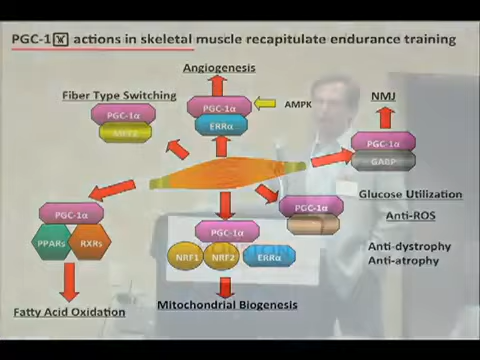 PGC-1☒ actions in skeletal muscle recapitulate endurance training
Angiogenesis
Fiber Type Switching
PGC-1α
MEF2
PGC-1α
ERRα
AMPK
NMJ
PGC-1α
GABP
PGC-1α
PPARs
RXRs
Fatty Acid Oxidation
PGC-1α
NRF1
NRF2
ERRα
Mitochondrial Biogenesis
PGC-1α
Glucose Utilization
Anti-ROS
Anti-dystrophy
Anti-atrophy